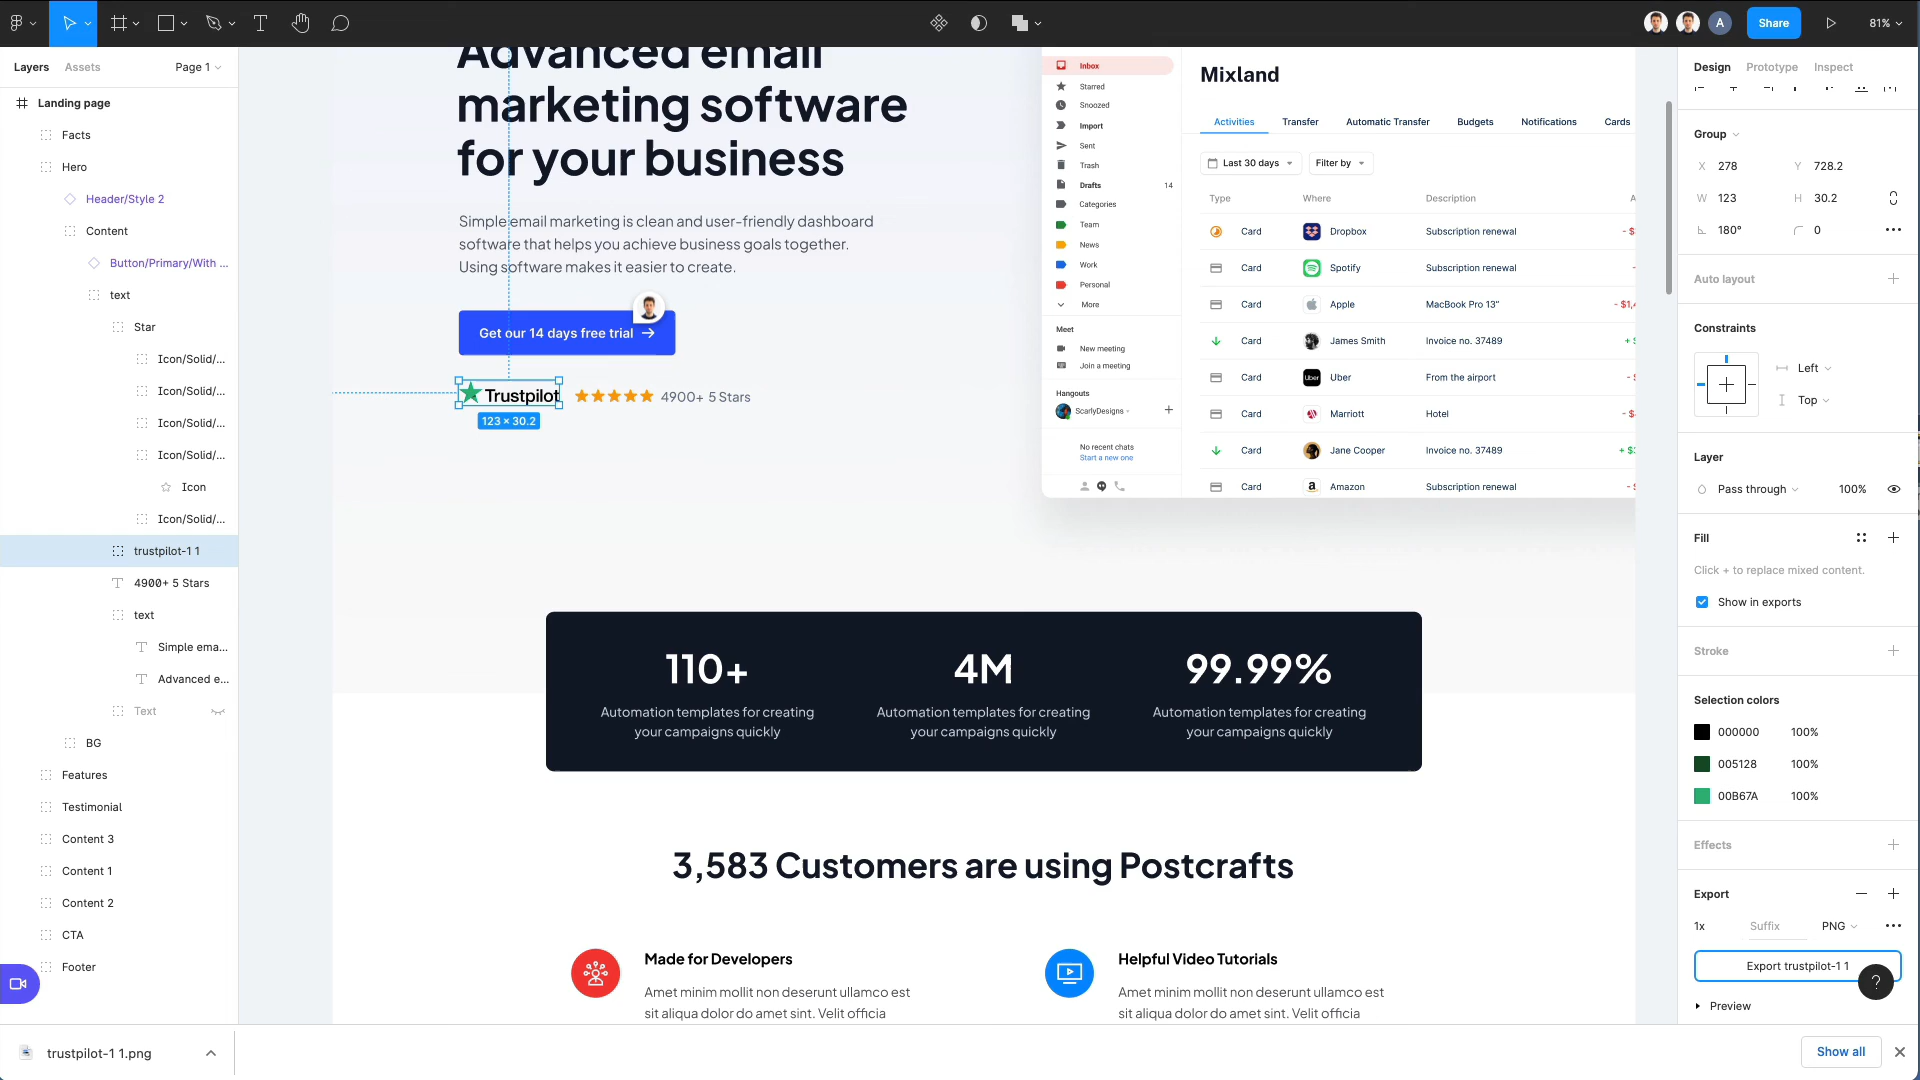 A
Share
81%
Layers
Assets
Page 1
Landing page
Facts
Hero
Header/Style 2
Content
Button/Primary/With ...
text
Star
Icon/Solid/...
Icon/Solid/...
Icon/Solid/...
Icon/Solid/...
Icon
Icon/Solid/...
trustpilot-1 1
4900+ 5 Stars
text
Simple ema...
Advanced e...
Text
BG
Features
Testimonial
Content 3
Content 1
Content 2
CTA
Footer
Advanced email
marketing software
for your business
Simple email marketing is clean and user-friendly dashboard
software that helps you achieve business goals together.
Using software makes it easier to create.
Get our 14 days free trial
Trustpilot
4900+ 5 Stars
123 × 30.2
Inbox
Starred
Snoozed
Import
Sent
Trash
Drafts 14
Categories
Team
News
Work
Personal
More
Meet
New meeting
Join a meeting
Hangouts
ScarlyDesigns
No recent chats
Start a new one
Mixland
Activities Transfer Automatic Transfer Budgets Notifications Cards
Last 30 days Filter by
Type Where Description A
Card Dropbox Subscription renewal - $
Card Spotify Subscription renewal -
Card Apple MacBook Pro 13" - $1,4
Card James Smith Invoice no. 37489 + $
Card Uber Uber From the airport - $
Card Marriott Hotel - $
Card Jane Cooper Invoice no. 37489 + $
Card a Amazon Subscription renewal - $
110+
Automation templates for creating
your campaigns quickly
4M
Automation templates for creating
your campaigns quickly
99.99%
Automation templates for creating
your campaigns quickly
3,583 Customers are using Postcrafts
Made for Developers
Amet minim mollit non deserunt ullamco est
sit aliqua dolor do amet sint. Velit officia
Helpful Video Tutorials
Amet minim mollit non deserunt ullamco est
sit aliqua dolor do amet sint. Velit officia
Design
Prototype
Inspect
Group
X 278 Y 728.2
W 123 H 30.2
180° 0
Auto layout
Constraints
Left
Top
Layer
Pass through 100%
Fill
Click + to replace mixed content.
Show in exports
Stroke
Selection colors
000000 100%
005128 100%
00B67A 100%
Effects
Export
1x Suffix PNG
Export trustpilot-1 1
?
Preview
trustpilot-1 1.png
Show all